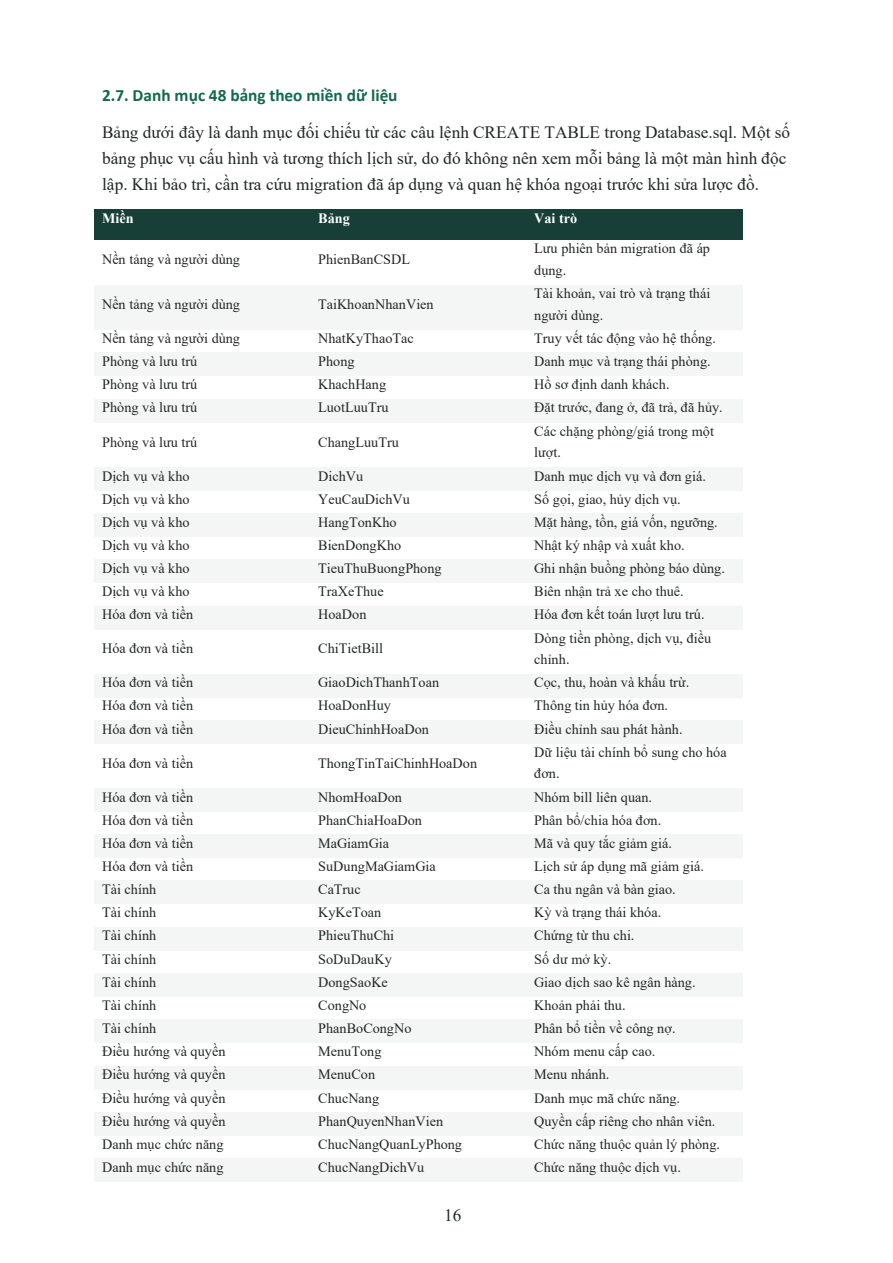 2.7. Danh mục 48 bảng theo miền dữ liệu
Bảng dưới đây là danh mục đối chiếu từ các câu lệnh CREATE TABLE trong Database.sql. Một số
bảng phục vụ cấu hình và tương thích lịch sử, do đó không nên xem mỗi bảng là một màn hình độc
lập. Khi bảo trì, cần tra cứu migration đã áp dụng và quan hệ khóa ngoại trước khi sửa lược đồ.
Miền Bảng Vai trò
Nền tảng và người dùng PhienBanCSDL Lưu phiên bản migration đã áp
dụng.
Nền tảng và người dùng TaiKhoanNhanVien Tài khoản, vai trò và trạng thái
người dùng.
Nền tảng và người dùng NhatKyThaoTac Truy vết tác động vào hệ thống.
Phòng và lưu trú Phong Danh mục và trạng thái phòng.
Phòng và lưu trú KhachHang Hồ sơ định danh khách.
Phòng và lưu trú LuotLuuTru Đặt trước, đang ở, đã trả, đã hủy.
Phòng và lưu trú ChangLuuTru Các chặng phòng/giá trong một
lượt.
Dịch vụ và kho DichVu Danh mục dịch vụ và đơn giá.
Dịch vụ và kho YeuCauDichVu Số gọi, giao, hủy dịch vụ.
Dịch vụ và kho HangTonKho Mặt hàng, tồn, giá vốn, ngưỡng.
Dịch vụ và kho BienDongKho Nhật ký nhập và xuất kho.
Dịch vụ và kho TieuThuBuongPhong Ghi nhận buồng phòng báo dùng.
Dịch vụ và kho TraXeThue Biên nhận trả xe cho thuê.
Hóa đơn và tiền HoaDon Hóa đơn kết toán lượt lưu trú.
Hóa đơn và tiền ChiTietBill Dòng tiền phòng, dịch vụ, điều
chỉnh.
Hóa đơn và tiền GiaoDichThanhToan Cọc, thu, hoàn và khấu trừ.
Hóa đơn và tiền HoaDonHuy Thông tin hủy hóa đơn.
Hóa đơn và tiền DieuChinhHoaDon Điều chỉnh sau phát hành.
Hóa đơn và tiền ThongTinTaiChinhHoaDon Dữ liệu tài chính bổ sung cho hóa
đơn.
Hóa đơn và tiền NhomHoaDon Nhóm bill liên quan.
Hóa đơn và tiền PhanChiaHoaDon Phân bổ/chia hóa đơn.
Hóa đơn và tiền MaGiamGia Mã và quy tắc giảm giá.
Hóa đơn và tiền SuDungMaGiamGia Lịch sử áp dụng mã giảm giá.
Tài chính CaTruc Ca thu ngân và bàn giao.
Tài chính KyKeToan Kỳ và trạng thái khóa.
Tài chính PhieuThuChi Chứng từ thu chi.
Tài chính SoDuDauKy Số dư mở kỳ.
Tài chính DongSaoKe Giao dịch sao kê ngân hàng.
Tài chính CongNo Khoản phải thu.
Tài chính PhanBoCongNo Phân bổ tiền về công nợ.
Điều hướng và quyền MenuTong Nhóm menu cấp cao.
Điều hướng và quyền MenuCon Menu nhánh.
Điều hướng và quyền ChucNang Danh mục mã chức năng.
Điều hướng và quyền PhanQuyenNhanVien Quyền cấp riêng cho nhân viên.
Danh mục chức năng ChucNangQuanLyPhong Chức năng thuộc quản lý phòng.
Danh mục chức năng ChucNangDichVu Chức năng thuộc dịch vụ.
16